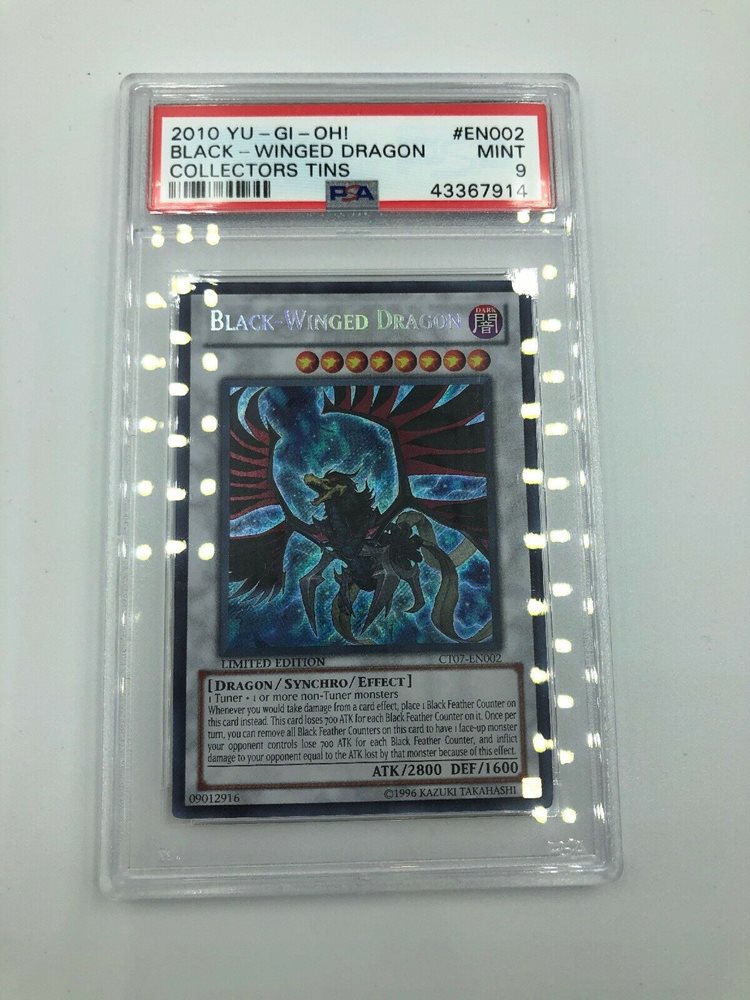 2010 YU-GI-OH! #EN002
BLACK-WINGED DRAGON MINT
COLLECTORS TINS 9
PSA 43367914
BLACK-WINGED DRAGON DARK 闇
LIMITED EDITION CT07-EN002
[DRAGON/SYNCHRO/EFFECT]
1 Tuner + 1 or more non-Tuner monsters
Whenever you would take damage from a card effect, place 1 Black Feather Counter on
this card instead. This card loses 700 ATK for each Black Feather Counter on it. Once per
turn, you can remove all Black Feather Counters on this card to have 1 face-up monster
your opponent controls lose 700 ATK for each Black Feather Counter, and inflict
damage to your opponent equal to the ATK lost by that monster because of this effect.
ATK/2800 DEF/1600
09012916 ©1996 KAZUKI TAKAHASHI